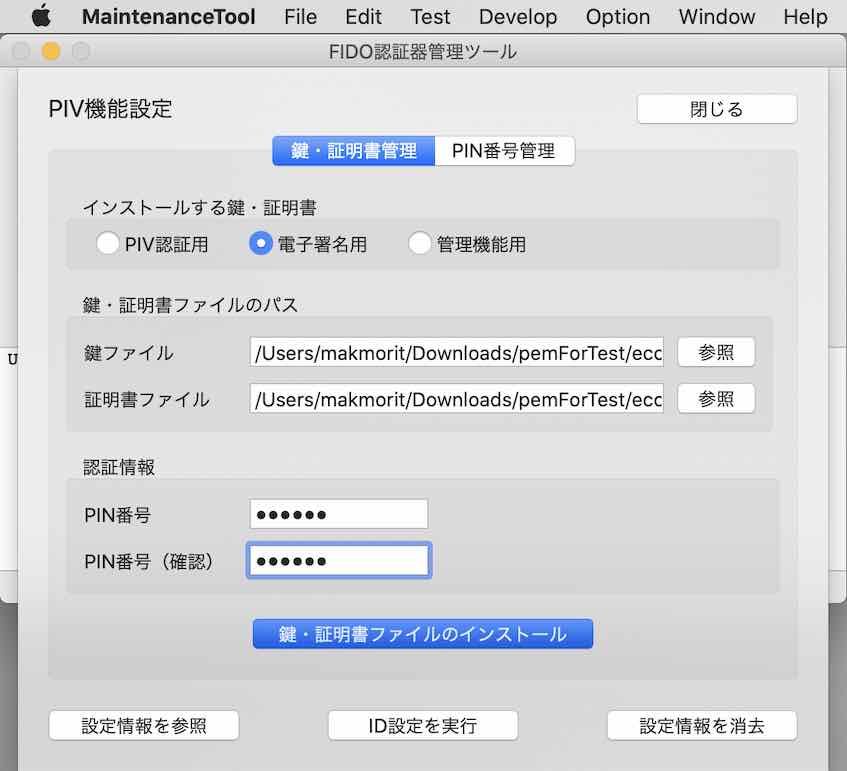 MaintenanceTool File Edit Test Develop Option Window Help
FIDO認証器管理ツール
PIV機能設定 閉じる
鍵・証明書管理 PIN番号管理
インストールする鍵・証明書
PIV認証用 電子署名用 管理機能用
鍵・証明書ファイルのパス
U
鍵ファイル /Users/makmorit/Downloads/pemForTest/ecc 参照
証明書ファイル /Users/makmorit/Downloads/pemForTest/ecc 参照
認証情報
PIN番号 ●●●●●●
PIN番号（確認） ●●●●●●
鍵・証明書ファイルのインストール
設定情報を参照 ID設定を実行 設定情報を消去